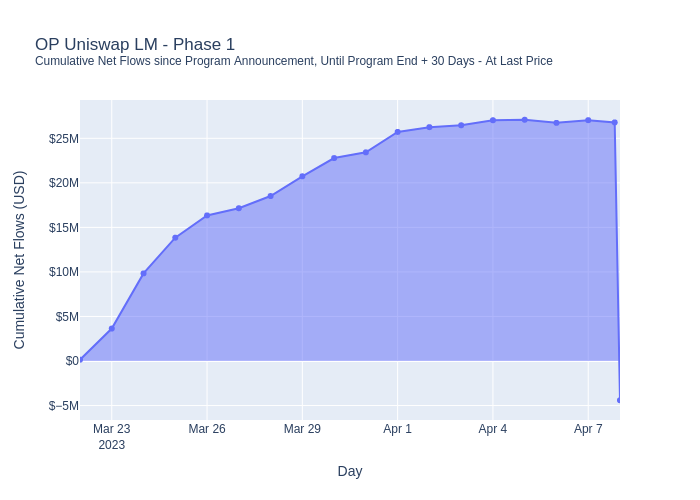 OP Uniswap LM - Phase 1
Cumulative Net Flows since Program Announcement, Until Program End + 30 Days - At Last Price
Cumulative Net Flows (USD)
$25M
$20M
$15M
$10M
$5M
$0
$−5M
Mar 23
2023
Mar 26
Mar 29
Apr 1
Apr 4
Apr 7
Day